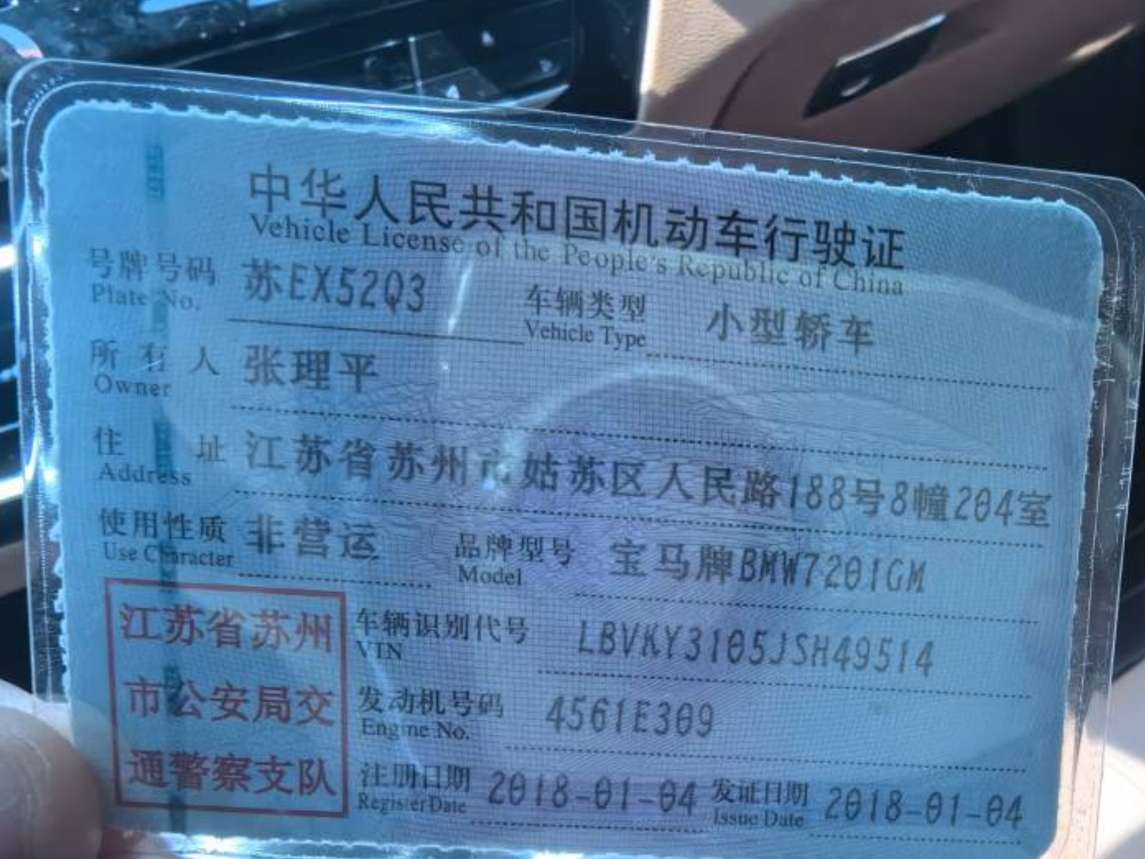 中华人民共和国机动车行驶证
Vehicle License of the People's Republic of China
号牌号码 苏EX52Q3 车辆类型 小型轿车
Plate No. Vehicle Type
所有人 张理平
Owner
住址 江苏省苏州市姑苏区人民路188号8幢204室
Address
使用性质 非营运 品牌型号 宝马牌BMW7201GM
Use Character Model
江苏省苏州 车辆识别代号 LBVKY3105JSH49514
VIN
市公安局交 发动机号码 4561E309
Engine No.
通警察支队 注册日期 2018-01-04 发证日期 2018-01-04
Register Date Issue Date